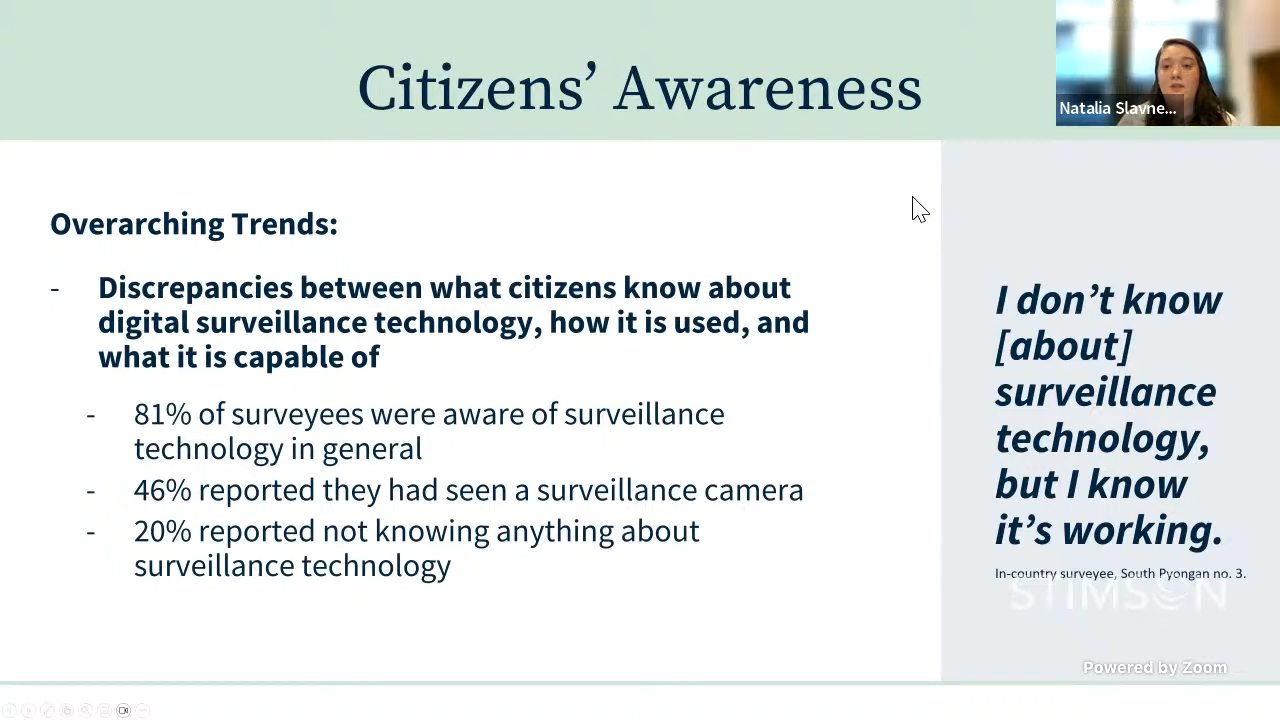 Citizens’ Awareness
Natalia Slavne...
Overarching Trends:
- Discrepancies between what citizens know about
digital surveillance technology, how it is used, and
what it is capable of
- 81% of surveyees were aware of surveillance
technology in general
- 46% reported they had seen a surveillance camera
- 20% reported not knowing anything about
surveillance technology
I don’t know
[about]
surveillance
technology,
but I know
it’s working.
In-country surveyee, South Pyongan no. 3.
STIMSON
Powered by Zoom